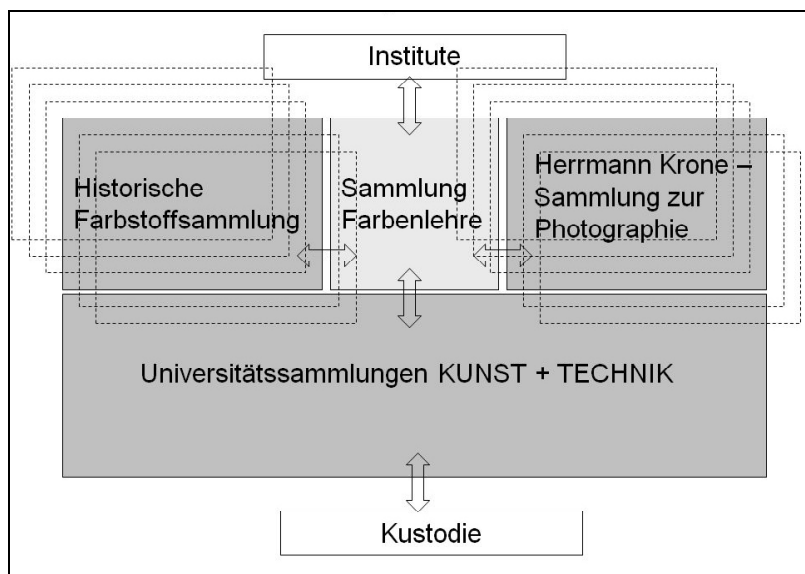 Institute
Historische
Farbstoffsammlung
Sammlung
Farbenlehre
Herrmann Krone –
Sammlung zur
Photographie
Universitätssammlungen KUNST + TECHNIK
Kustodie